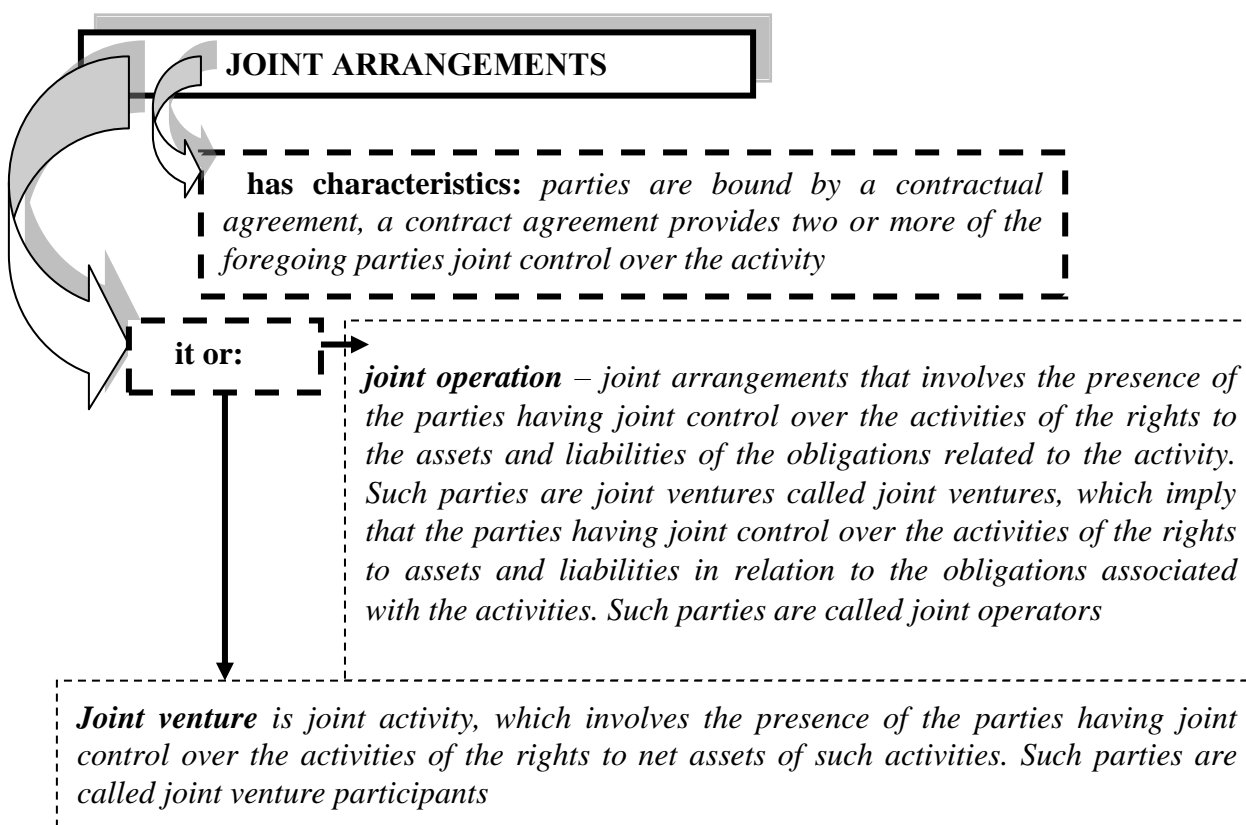 JOINT ARRANGEMENTS
has characteristics: parties are bound by a contractual
agreement, a contract agreement provides two or more of the
foregoing parties joint control over the activity
it or:
joint operation – joint arrangements that involves the presence of
the parties having joint control over the activities of the rights to
the assets and liabilities of the obligations related to the activity.
Such parties are joint ventures called joint ventures, which imply
that the parties having joint control over the activities of the rights
to assets and liabilities in relation to the obligations associated
with the activities. Such parties are called joint operators
Joint venture is joint activity, which involves the presence of the parties having joint
control over the activities of the rights to net assets of such activities. Such parties are
called joint venture participants